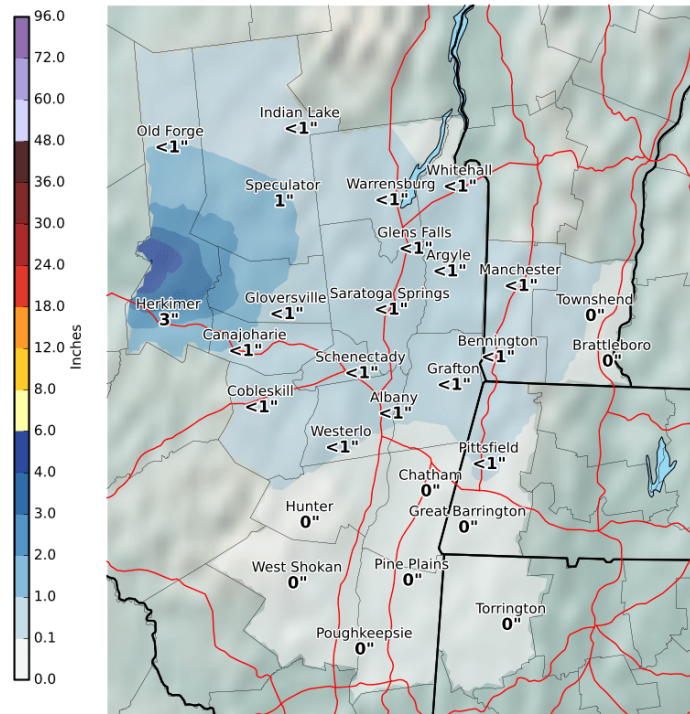 96.0
72.0
60.0
48.0
36.0
30.0
24.0
18.0
12.0
8.0
6.0
4.0
3.0
2.0
1.0
0.1
0.0
Inches
Indian Lake
<1"
Old Forge
<1"
Speculator
1"
Warrensburg
<1"
Whitehall
<1"
Glens Falls
<1"
Argyle
<1"
Manchester
<1"
Herkimer
3"
Gloversville
<1"
Saratoga Springs
<1"
Townshend
0"
Canajoharie
<1"
Schenectady
<1"
Bennington
<1"
Brattleboro
0"
Cobleskill
<1"
Albany
<1"
Grafton
<1"
Westerlo
<1"
Pittsfield
<1"
Chatham
0"
Hunter
0"
Great Barrington
0"
West Shokan
0"
Pine Plains
0"
Torrington
0"
Poughkeepsie
0"